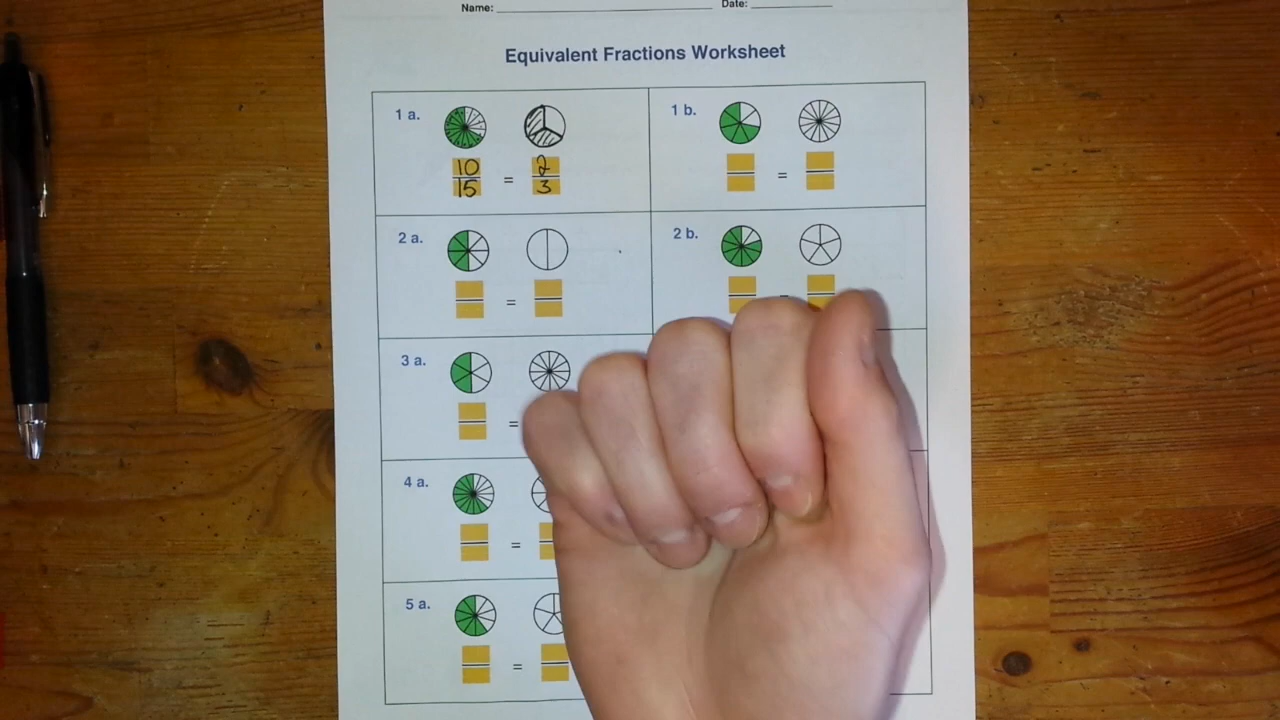 Name: Date:
Equivalent Fractions Worksheet
1 a. 1 b.
10 2
15 = 3 =
2 a. 2 b.
= =
3 a.
=
4 a.
=
5 a.
=